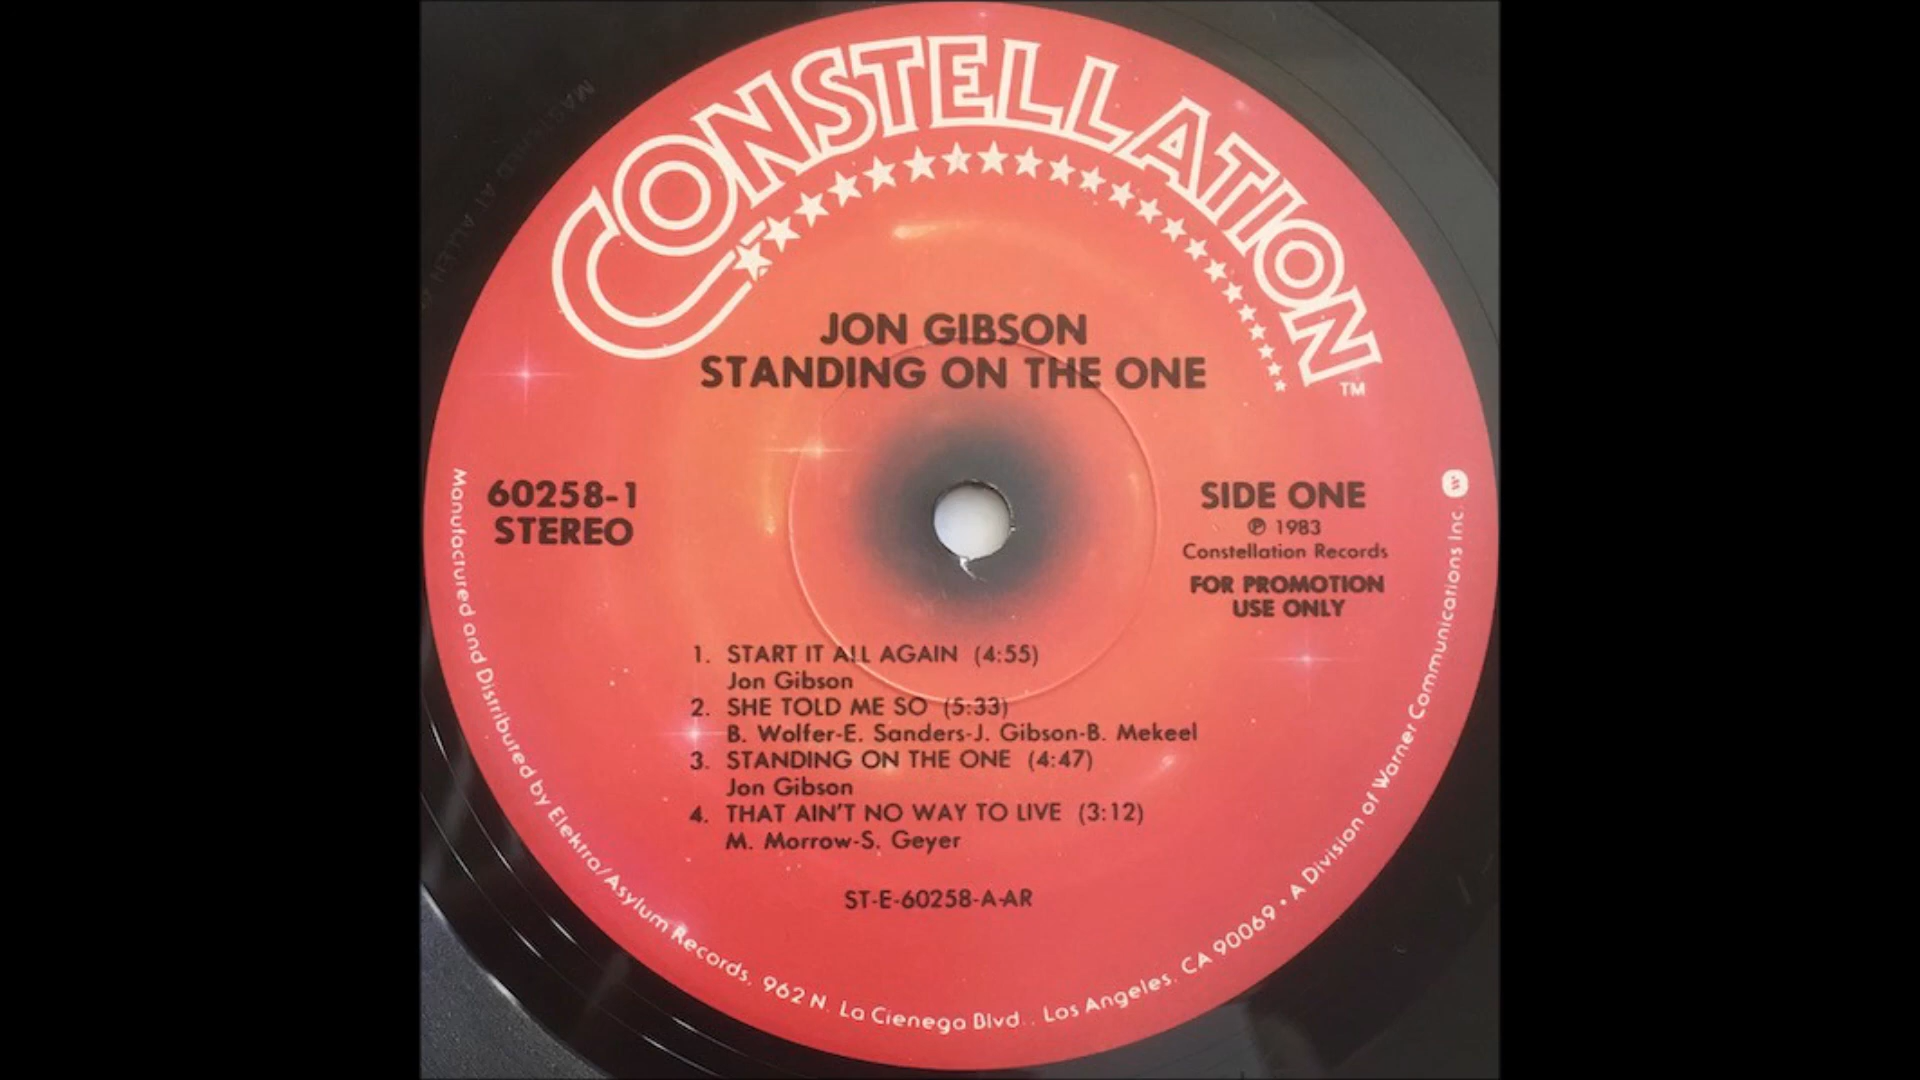 CONSTELLATION™
JON GIBSON
STANDING ON THE ONE
60258-1
STEREO
SIDE ONE
℗ 1983
Constellation Records
FOR PROMOTION
USE ONLY
1. START IT ALL AGAIN (4:55)
Jon Gibson
2. SHE TOLD ME SO (5:33)
B. Wolfer-E. Sanders-J. Gibson-B. Mekeel
3. STANDING ON THE ONE (4:47)
Jon Gibson
4. THAT AIN'T NO WAY TO LIVE (3:12)
M. Morrow-S. Geyer
ST-E-60258-A-AR
Manufactured and Distributed by Elektra/Asylum Records, 962 N. La Cienega Blvd., Los Angeles, CA 90069 • A Division of Warner Communications Inc. W
MASTERED AT ALLEN